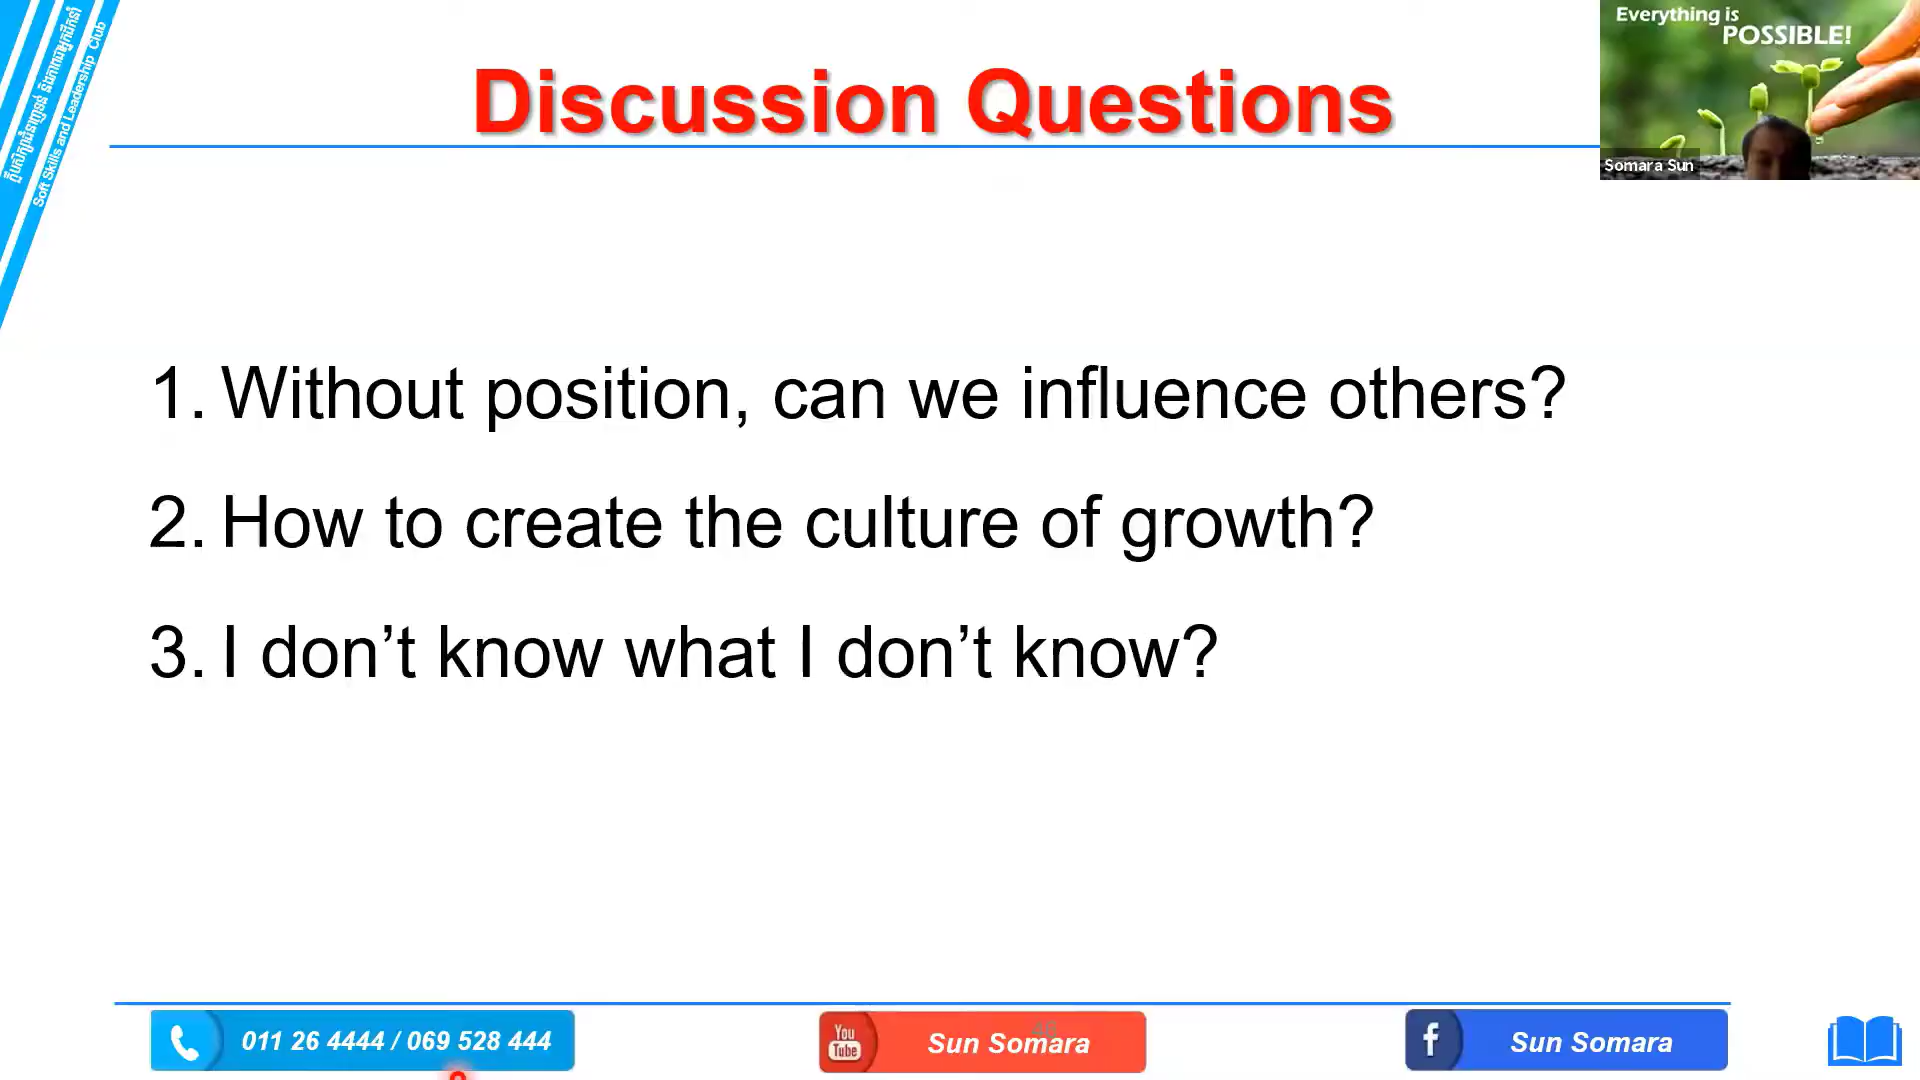 Soft Skills and Leadership Club
Everything is
POSSIBLE!
Somara Sun
Discussion Questions
1. Without position, can we influence others?
2. How to create the culture of growth?
3. I don’t know what I don’t know?
011 26 4444 / 069 528 444
You
Tube
Sun Somara
46
f
Sun Somara